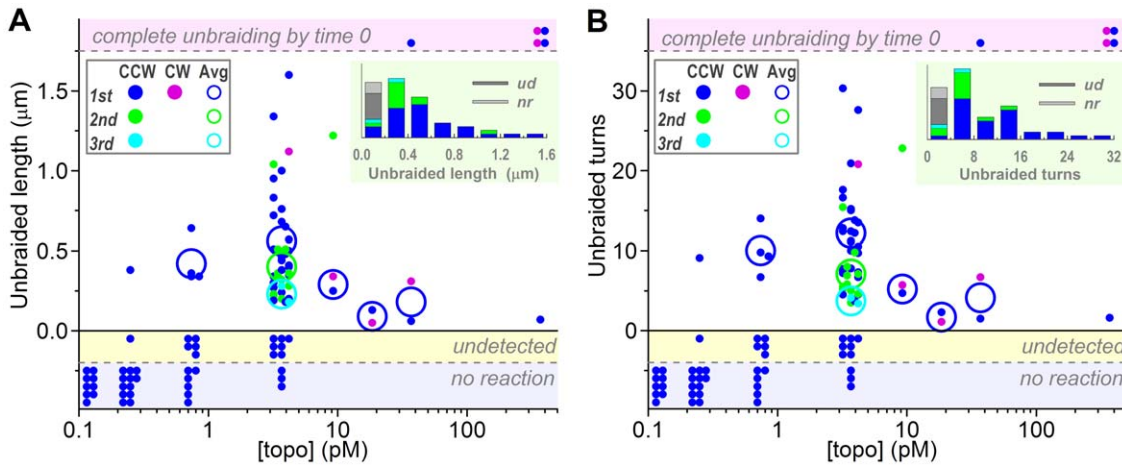 A
complete unbraiding by time 0
CCW CW Avg
1st
2nd
3rd
ud
nr
0.0 0.4 0.8 1.2 1.6
Unbraided length (μm)
Unbraided length (μm)
1.5
1.0
0.5
0.0
undetected
no reaction
0.1 1 10 100
[topo] (pM)
B
complete unbraiding by time 0
CCW CW Avg
1st
2nd
3rd
ud
nr
0 8 16 24 32
Unbraided turns
Unbraided turns
30
20
10
0
undetected
no reaction
0.1 1 10 100
[topo] (pM)